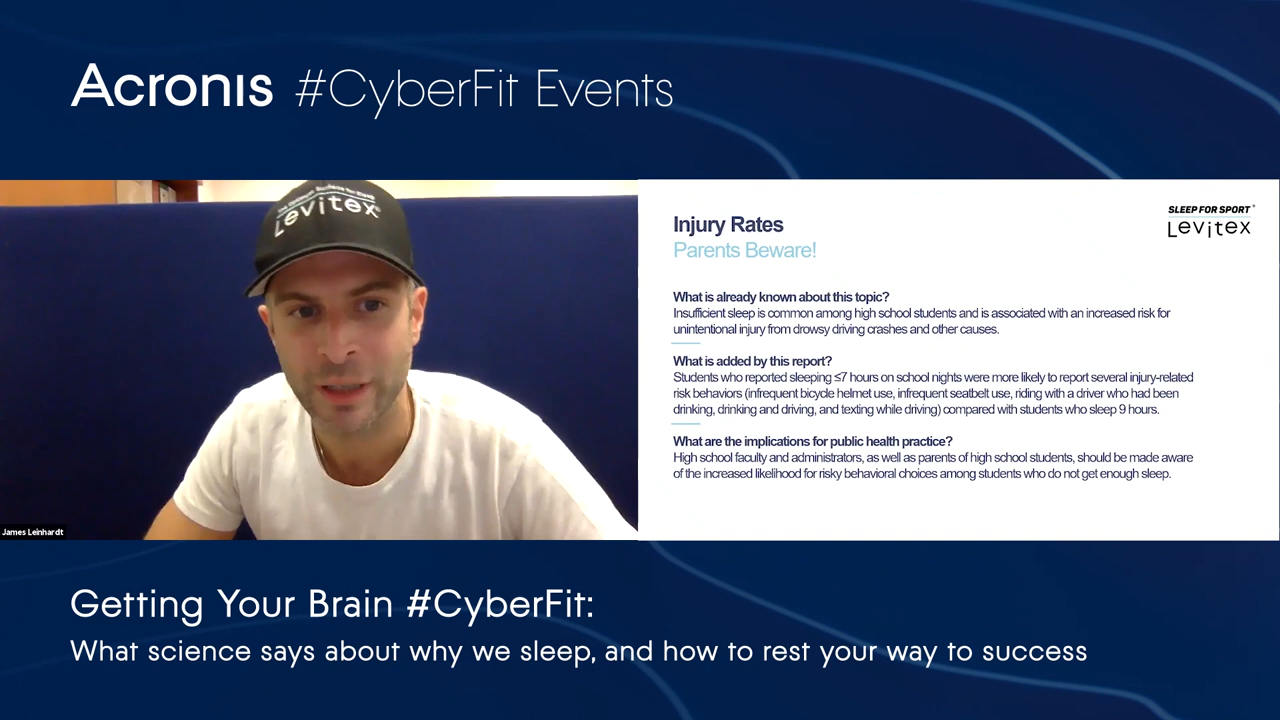 Acronis #CyberFit Events
Levitex
James Leinhardt
SLEEP FOR SPORT
Levitex
Injury Rates
Parents Beware!
What is already known about this topic?
Insufficient sleep is common among high school students and is associated with an increased risk for
unintentional injury from drowsy driving crashes and other causes.
What is added by this report?
Students who reported sleeping ≤7 hours on school nights were more likely to report several injury-related
risk behaviors (infrequent bicycle helmet use, infrequent seatbelt use, riding with a driver who had been
drinking, drinking and driving, and texting while driving) compared with students who sleep 9 hours.
What are the implications for public health practice?
High school faculty and administrators, as well as parents of high school students, should be made aware
of the increased likelihood for risky behavioral choices among students who do not get enough sleep.
Getting Your Brain #CyberFit:
What science says about why we sleep, and how to rest your way to success